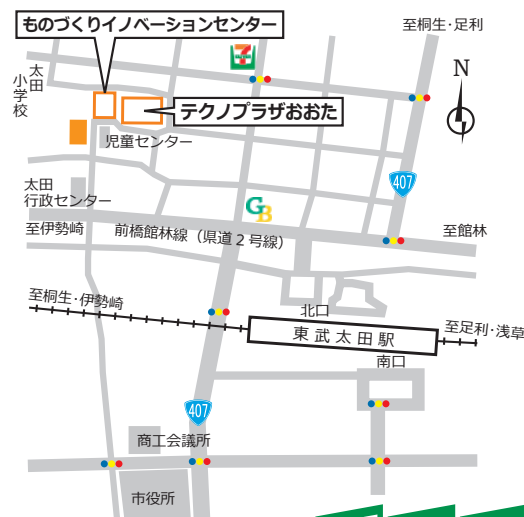 ものづくりイノベーションセンター
至桐生・足利
7
ELEVEN
N
太田
小学校
テクノプラザおおた
児童センター
407
太田
行政センター
GB
至伊勢崎
前橋館林線（県道２号線）
至館林
至桐生・伊勢崎
北口
東武太田駅
至足利・浅草
南口
407
商工会議所
市役所